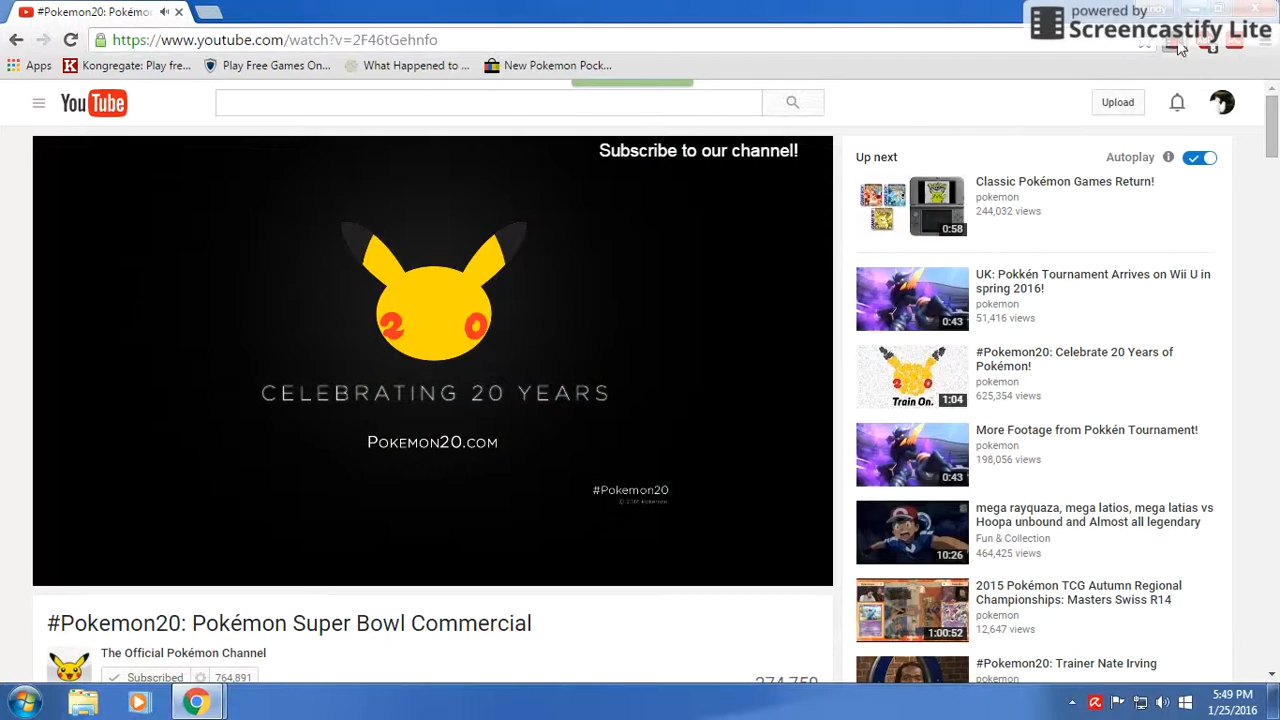 #Pokemon20: Pokémo
powered by
Screencastify Lite
Apps
Kongregate: Play fre...
Play Free Games On...
What Happened to ...
New Pokemon Pock...
YouTube
Upload
Subscribe to our channel!
20
CELEBRATING 20 YEARS
POKEMON20.COM
#Pokemon20
Up next
Autoplay
Classic Pokémon Games Return!
pokemon
244,032 views
0:58
UK: Pokkén Tournament Arrives on Wii U in
spring 2016!
pokemon
51,416 views
0:43
#Pokemon20: Celebrate 20 Years of
Pokémon!
pokemon
625,354 views
20
Train On.
1:04
More Footage from Pokkén Tournament!
pokemon
198,056 views
0:43
mega rayquaza, mega latios, mega latias vs
Hoopa unbound and Almost all legendary
Fun & Collection
464,425 views
10:26
2015 Pokémon TCG Autumn Regional
Championships: Masters Swiss R14
pokemon
12,647 views
1:00:52
#Pokemon20: Trainer Nate Irving
#Pokemon20: Pokémon Super Bowl Commercial
The Official Pokémon Channel
Subscribed
764,891
5:49 PM
1/25/2016